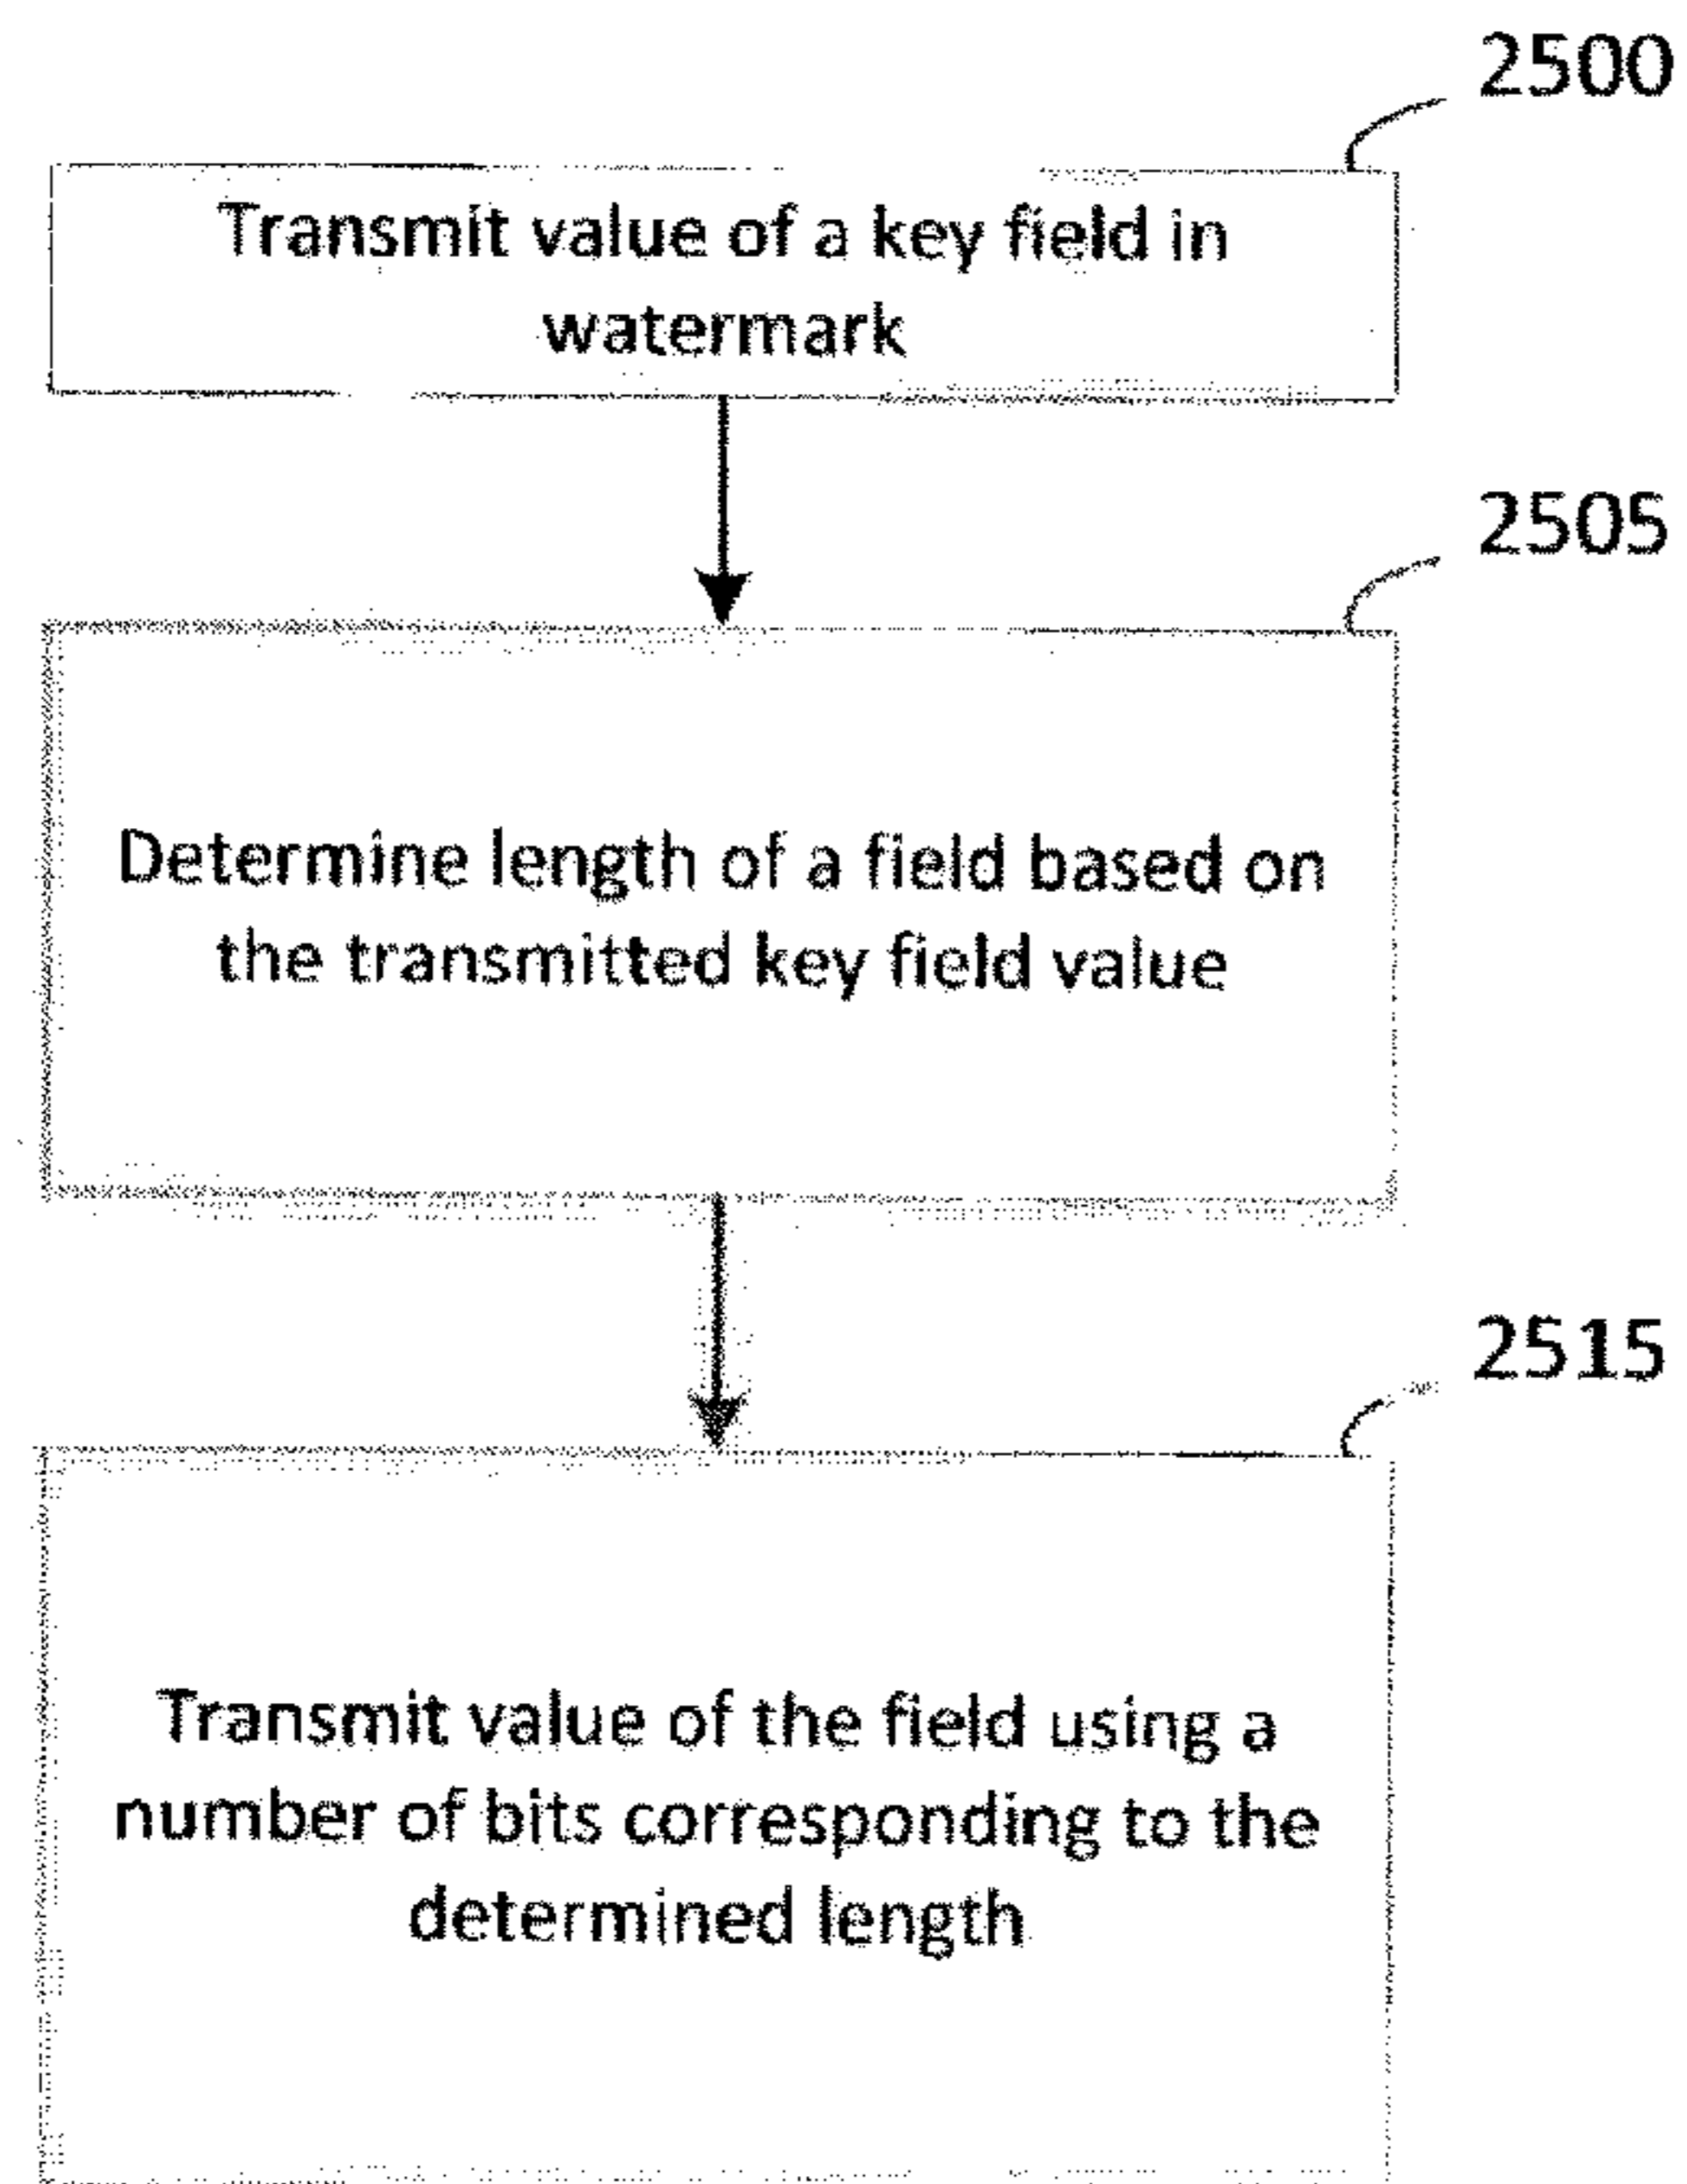 2500
Transmit value of a key field in
watermark
2505
Determine length of a field based on
the transmitted key field value
2515
Transmit value of the field using a
number of bits corresponding to the
determined length